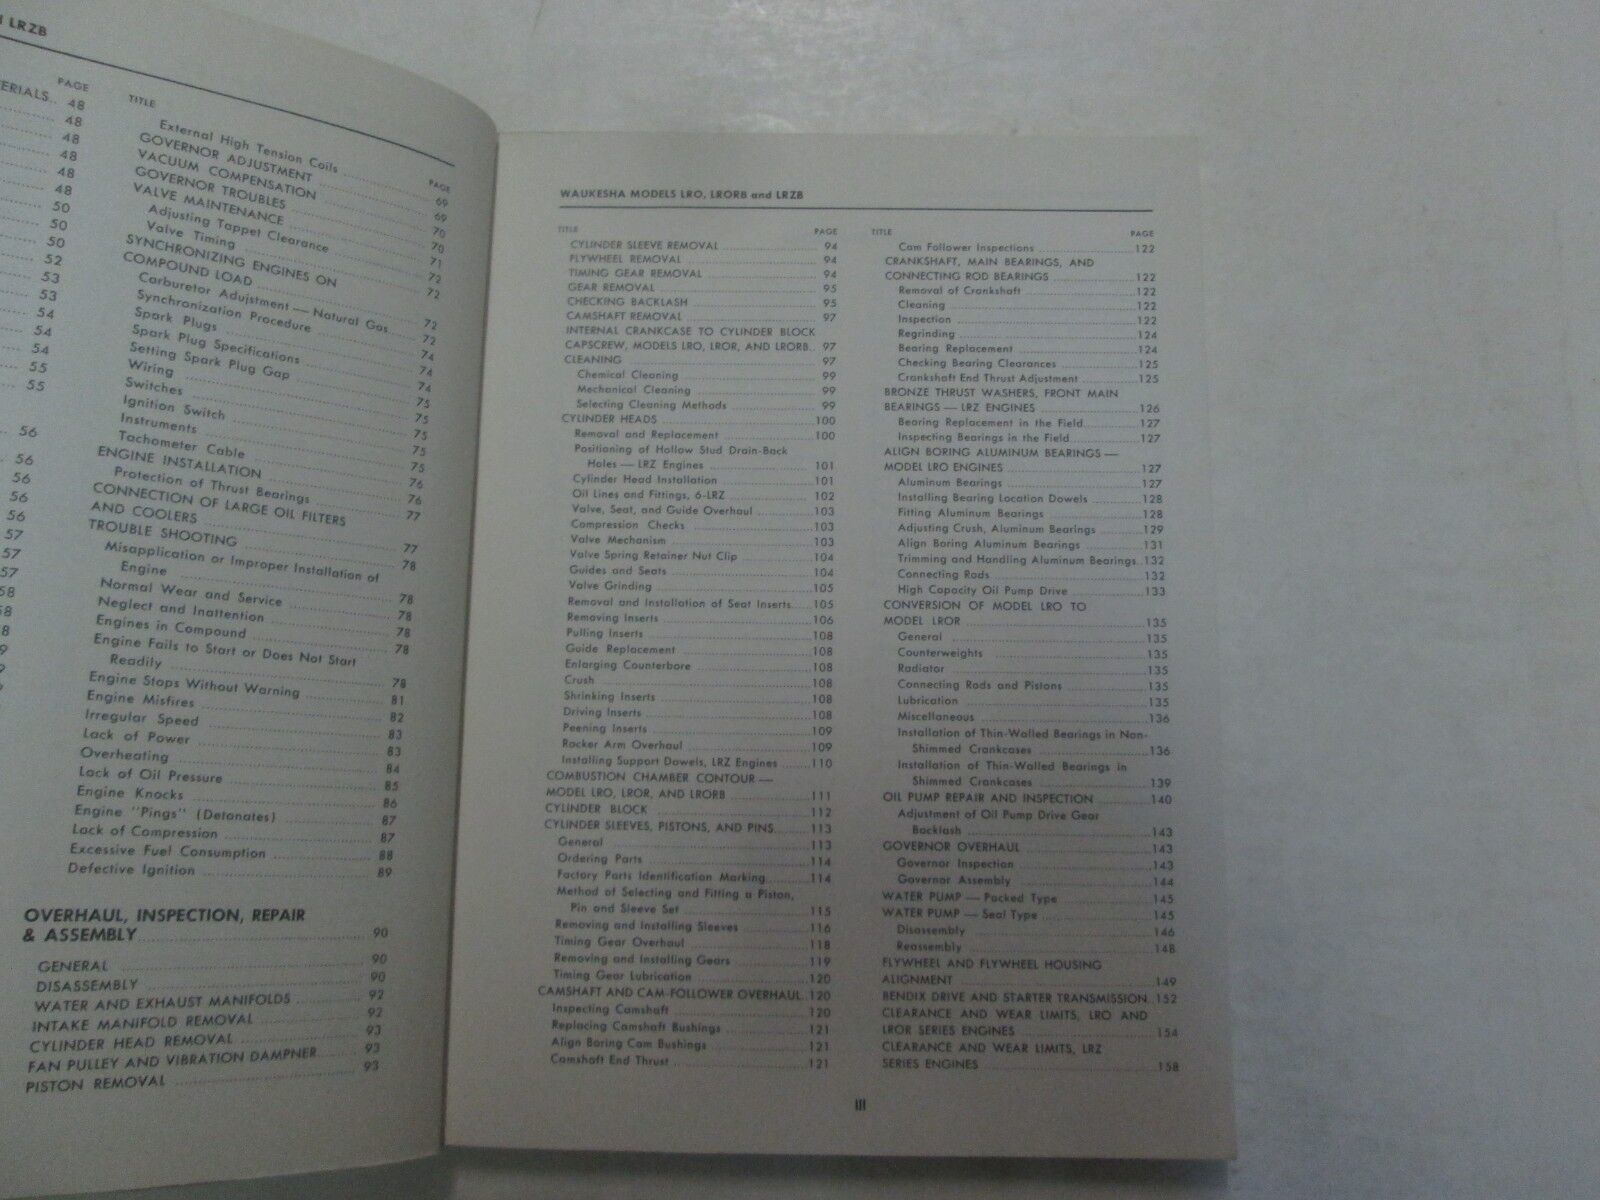 LRZB
PAGE
ERIALS.. 48
48
48
48
48
48
50
50
50
52
53
53
54
54
54
55
55
56
56
56
56
56
57
57
58
58
TITLE
PAGE
External High Tension Coils ... 69
GOVERNOR ADJUSTMENT ... 69
VACUUM COMPENSATION ... 70
GOVERNOR TROUBLES ... 70
VALVE MAINTENANCE ... 71
Adjusting Tappet Clearance ... 72
Valve Timing ... 72
SYNCHRONIZING ENGINES ON
COMPOUND LOAD ... 72
Carburetor Adjustment — Natural Gas ... 72
Synchronization Procedure ... 74
Spark Plugs ... 74
Spark Plug Specifications ... 74
Setting Spark Plug Gap ... 75
Wiring ... 75
Switches ... 75
Ignition Switch ... 75
Instruments ... 75
Tachometer Cable ... 76
ENGINE INSTALLATION ... 76
Protection of Thrust Bearings ... 77
CONNECTION OF LARGE OIL FILTERS
AND COOLERS ... 77
TROUBLE SHOOTING ... 78
Misapplication or Improper Installation of
Engine ... 78
Normal Wear and Service ... 78
Neglect and Inattention ... 78
Engines in Compound ... 78
Engine Fails to Start or Does Not Start
Readily ... 78
Engine Stops Without Warning ... 81
Engine Misfires ... 82
Irregular Speed ... 83
Lack of Power ... 83
Overheating ... 84
Lack of Oil Pressure ... 85
Engine Knocks ... 86
Engine "Pings" (Detonates) ... 87
Lack of Compression ... 87
Excessive Fuel Consumption ... 88
Defective Ignition ... 89
OVERHAUL, INSPECTION, REPAIR
& ASSEMBLY ... 90
GENERAL ... 90
DISASSEMBLY ... 90
WATER AND EXHAUST MANIFOLDS ... 92
INTAKE MANIFOLD REMOVAL ... 92
CYLINDER HEAD REMOVAL ... 93
FAN PULLEY AND VIBRATION DAMPNER ... 93
PISTON REMOVAL ... 93
WAUKESHA MODELS LRO, LRORB and LRZB
TITLE PAGE
CYLINDER SLEEVE REMOVAL ... 94
FLYWHEEL REMOVAL ... 94
TIMING GEAR REMOVAL ... 94
GEAR REMOVAL ... 95
CHECKING BACKLASH ... 95
CAMSHAFT REMOVAL ... 97
INTERNAL CRANKCASE TO CYLINDER BLOCK
CAPSCREW, MODELS LRO, LROR, AND LRORB.. 97
CLEANING ... 97
Chemical Cleaning ... 99
Mechanical Cleaning ... 99
Selecting Cleaning Methods ... 99
CYLINDER HEADS ... 100
Removal and Replacement ... 100
Positioning of Hollow Stud Drain-Back
Holes — LRZ Engines ... 101
Cylinder Head Installation ... 101
Oil Lines and Fittings, 6-LRZ ... 102
Valve, Seat, and Guide Overhaul ... 103
Compression Checks ... 103
Valve Mechanism ... 103
Valve Spring Retainer Nut Clip ... 104
Guides and Seats ... 104
Valve Grinding ... 105
Removal and Installation of Seat Inserts ... 105
Removing Inserts ... 106
Pulling Inserts ... 108
Guide Replacement ... 108
Enlarging Counterbore ... 108
Crush ... 108
Shrinking Inserts ... 108
Driving Inserts ... 108
Peening Inserts ... 109
Rocker Arm Overhaul ... 109
Installing Support Dowels, LRZ Engines ... 110
COMBUSTION CHAMBER CONTOUR —
MODEL LRO, LROR, AND LRORB ... 111
CYLINDER BLOCK ... 112
CYLINDER SLEEVES, PISTONS, AND PINS ... 113
General ... 113
Ordering Parts ... 114
Factory Parts Identification Marking ... 114
Method of Selecting and Fitting a Piston,
Pin and Sleeve Set ... 115
Removing and Installing Sleeves ... 116
Timing Gear Overhaul ... 118
Removing and Installing Gears ... 119
Timing Gear Lubrication ... 120
CAMSHAFT AND CAM-FOLLOWER OVERHAUL. 120
Inspecting Camshaft ... 120
Replacing Camshaft Bushings ... 121
Align Boring Cam Bushings ... 121
Camshaft End Thrust ... 121
TITLE PAGE
Cam Follower Inspections ... 122
CRANKSHAFT, MAIN BEARINGS, AND
CONNECTING ROD BEARINGS ... 122
Removal of Crankshaft ... 122
Cleaning ... 122
Inspection ... 122
Regrinding ... 124
Bearing Replacement ... 124
Checking Bearing Clearances ... 125
Crankshaft End Thrust Adjustment ... 125
BRONZE THRUST WASHERS, FRONT MAIN
BEARINGS — LRZ ENGINES ... 126
Bearing Replacement in the Field ... 127
Inspecting Bearings in the Field ... 127
ALIGN BORING ALUMINUM BEARINGS —
MODEL LRO ENGINES ... 127
Aluminum Bearings ... 127
Installing Bearing Location Dowels ... 128
Fitting Aluminum Bearings ... 128
Adjusting Crush, Aluminum Bearings ... 129
Align Boring Aluminum Bearings ... 131
Trimming and Handling Aluminum Bearings. 132
Connecting Rods ... 132
High Capacity Oil Pump Drive ... 133
CONVERSION OF MODEL LRO TO
MODEL LROR ... 135
General ... 135
Counterweights ... 135
Radiator ... 135
Connecting Rods and Pistons ... 135
Lubrication ... 135
Miscellaneous ... 136
Installation of Thin-Walled Bearings in Non-
Shimmed Crankcases ... 136
Installation of Thin-Walled Bearings in
Shimmed Crankcases ... 139
OIL PUMP REPAIR AND INSPECTION ... 140
Adjustment of Oil Pump Drive Gear
Backlash ... 143
GOVERNOR OVERHAUL ... 143
Governor Inspection ... 143
Governor Assembly ... 144
WATER PUMP — Packed Type ... 145
WATER PUMP — Seal Type ... 145
Disassembly ... 146
Reassembly ... 148
FLYWHEEL AND FLYWHEEL HOUSING
ALIGNMENT ... 149
BENDIX DRIVE AND STARTER TRANSMISSION.. 152
CLEARANCE AND WEAR LIMITS, LRO AND
LROR SERIES ENGINES ... 154
CLEARANCE AND WEAR LIMITS, LRZ
SERIES ENGINES ... 158
III